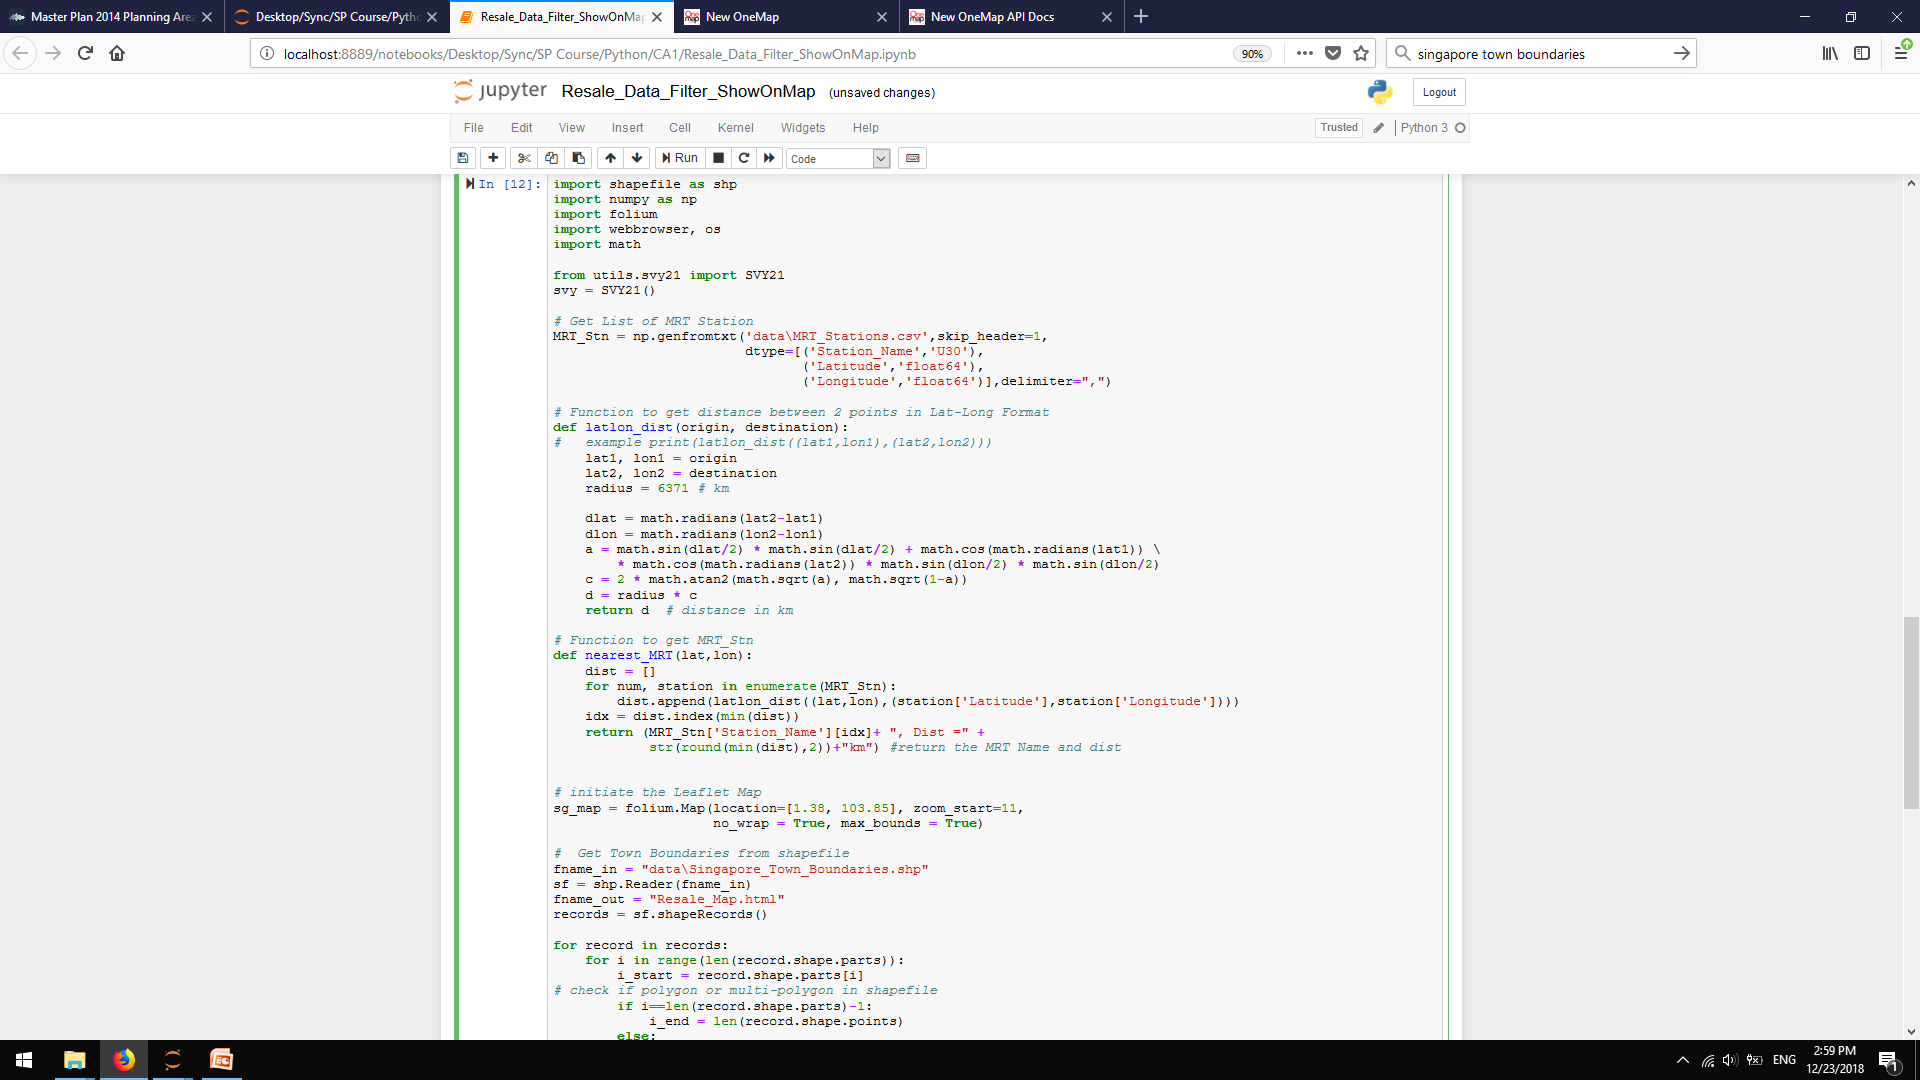 Master Plan 2014 Planning Area
Desktop/Sync/SP Course/Pytho
Resale_Data_Filter_ShowOnMap
New OneMap
New OneMap API Docs
localhost:8889/notebooks/Desktop/Sync/SP Course/Python/CA1/Resale_Data_Filter_ShowOnMap.ipynb
90%
singapore town boundaries
jupyter Resale_Data_Filter_ShowOnMap (unsaved changes)
Logout
File Edit View Insert Cell Kernel Widgets Help
Trusted
Python 3
Run
Code
In [12]:
import shapefile as shp
import numpy as np
import folium
import webbrowser, os
import math
from utils.svy21 import SVY21
svy = SVY21()
# Get List of MRT Station
MRT_Stn = np.genfromtxt('data\MRT_Stations.csv',skip_header=1,
dtype=[('Station_Name','U30'),
('Latitude','float64'),
('Longitude','float64')],delimiter=",")
# Function to get distance between 2 points in Lat-Long Format
def latlon_dist(origin, destination):
#   example print(latlon_dist((lat1,lon1),(lat2,lon2)))
lat1, lon1 = origin
lat2, lon2 = destination
radius = 6371 # km
dlat = math.radians(lat2-lat1)
dlon = math.radians(lon2-lon1)
a = math.sin(dlat/2) * math.sin(dlat/2) + math.cos(math.radians(lat1)) \
* math.cos(math.radians(lat2)) * math.sin(dlon/2) * math.sin(dlon/2)
c = 2 * math.atan2(math.sqrt(a), math.sqrt(1-a))
d = radius * c
return d  # distance in km
# Function to get MRT_Stn
def nearest_MRT(lat,lon):
dist = []
for num, station in enumerate(MRT_Stn):
dist.append(latlon_dist((lat,lon),(station['Latitude'],station['Longitude'])))
idx = dist.index(min(dist))
return (MRT_Stn['Station_Name'][idx]+ ", Dist =" +
str(round(min(dist),2))+"km") #return the MRT Name and dist
# initiate the Leaflet Map
sg_map = folium.Map(location=[1.38, 103.85], zoom_start=11,
no_wrap = True, max_bounds = True)
#  Get Town Boundaries from shapefile
fname_in = "data\Singapore_Town_Boundaries.shp"
sf = shp.Reader(fname_in)
fname_out = "Resale_Map.html"
records = sf.shapeRecords()
for record in records:
for i in range(len(record.shape.parts)):
i_start = record.shape.parts[i]
# check if polygon or multi-polygon in shapefile
if i==len(record.shape.parts)-1:
i_end = len(record.shape.points)
else:
ENG
2:59 PM
12/23/2018
1